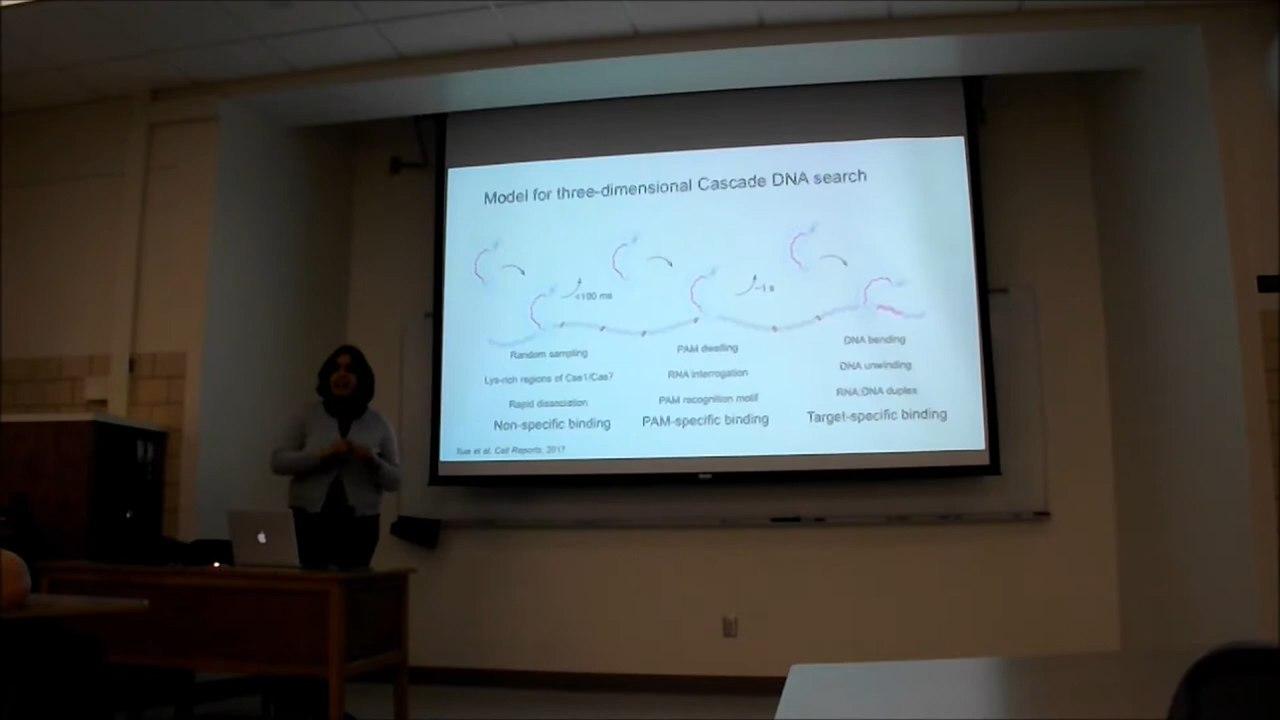 Model for three-dimensional Cascade DNA search
<100 ms
~1 s
Random sampling
Lys-rich regions of Cse1/Cas7
Rapid dissociation
Non-specific binding
PAM dwelling
RNA interrogation
PAM recognition motif
PAM-specific binding
DNA bending
DNA unwinding
RNA:DNA duplex
Target-specific binding
Xue et al. Cell Reports, 2017